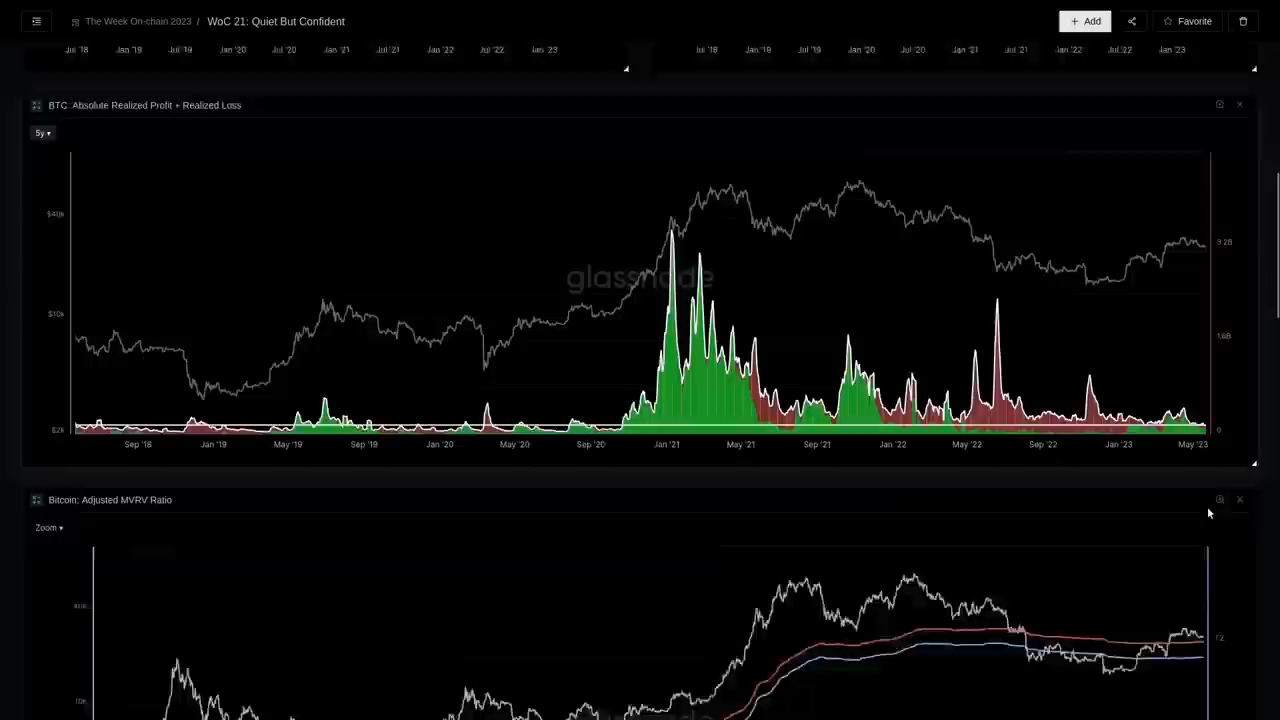 The Week On-chain 2023 / WoC 21: Quiet But Confident
+ Add
Favorite
Jul '18 Jan '19 Jul '19 Jan '20 Jul '20 Jan '21 Jul '21 Jan '22 Jul '22 Jan '23
Jul '18 Jan '19 Jul '19 Jan '20 Jul '20 Jan '21 Jul '21 Jan '22 Jul '22 Jan '23
BTC: Absolute Realized Profit + Realized Loss
5y
$40k
3.2B
glassnode
$10k
1.6B
$2k
0
Sep '18 Jan '19 May '19 Sep '19 Jan '20 May '20 Sep '20 Jan '21 May '21 Sep '21 Jan '22 May '22 Sep '22 Jan '23 May '23
Bitcoin: Adjusted MVRV Ratio
Zoom